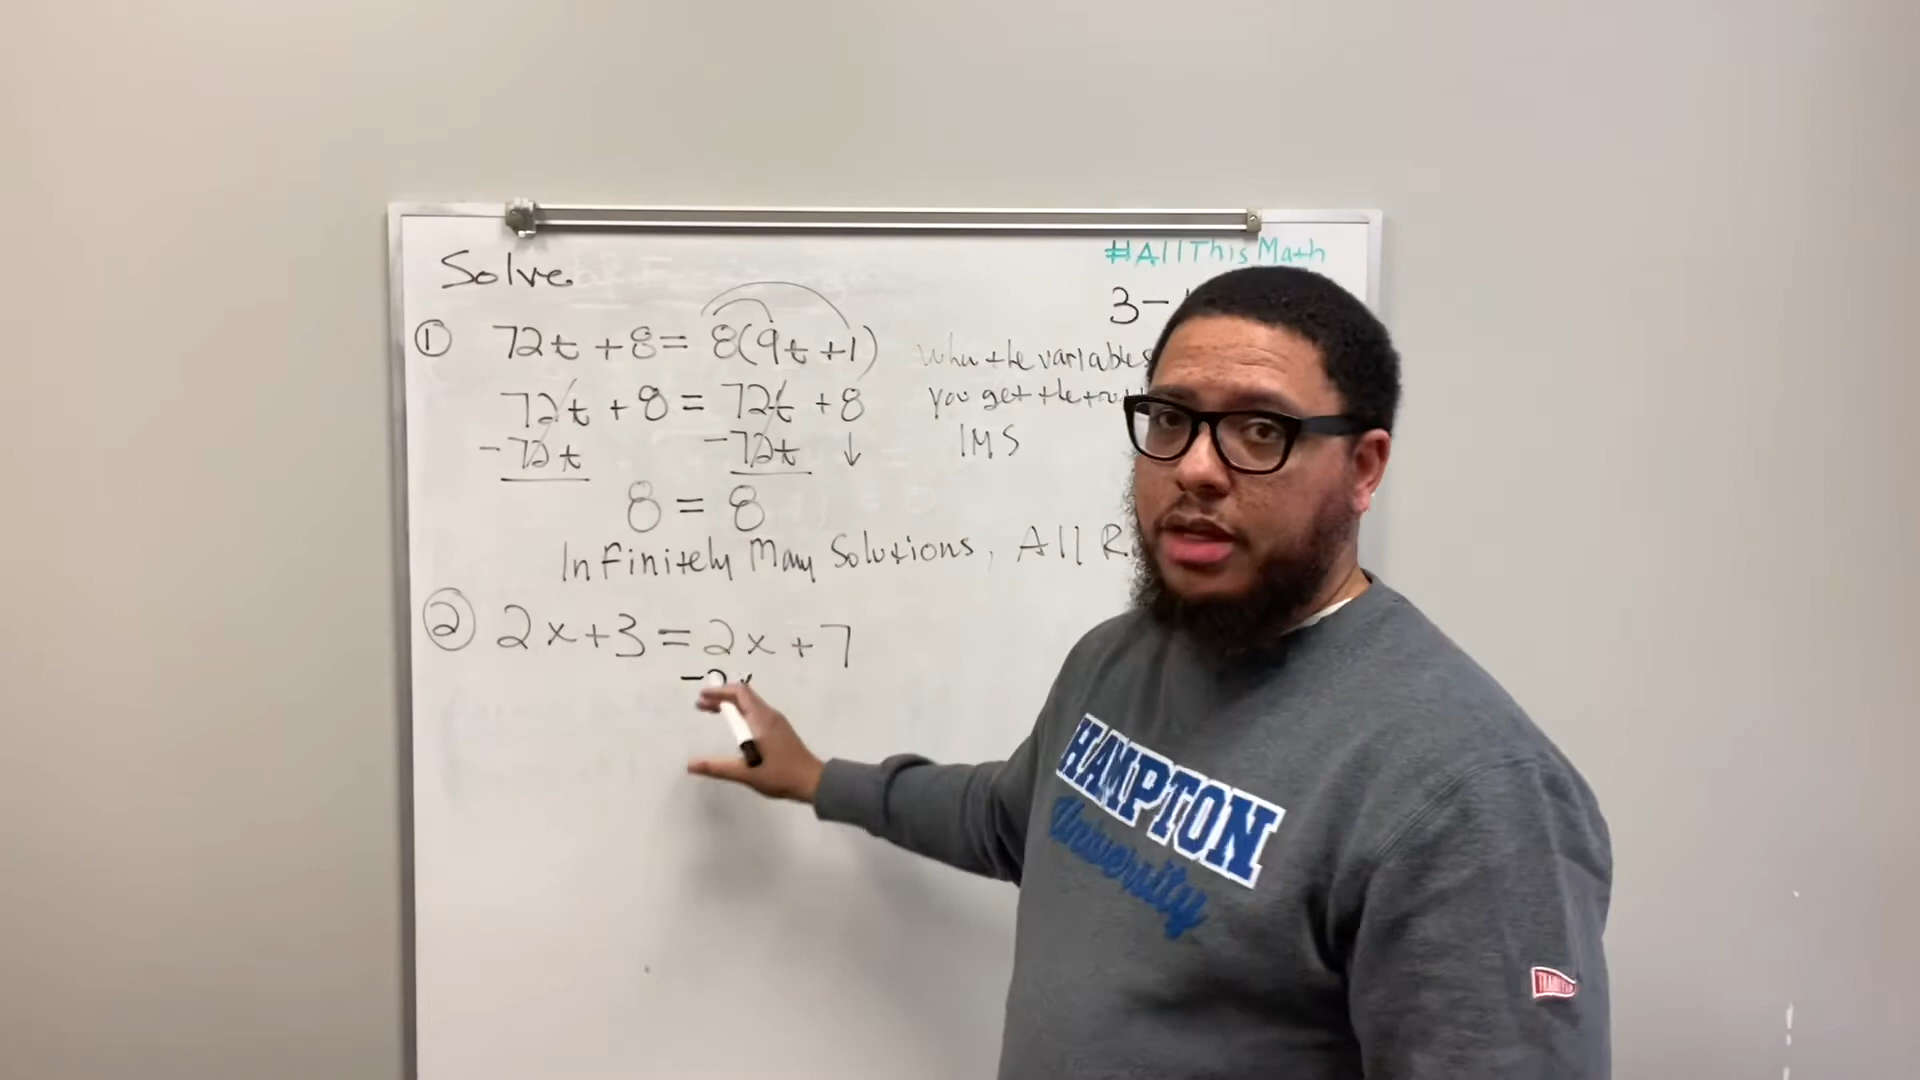 #AllThisMath
Solve
3-
① 72t + 8 = 8(9t + 1)
72t + 8 = 72t + 8
-72t -72t ↓
8 = 8
Infinitely Many Solutions, All R
When the variables
you get the
IMS
② 2x + 3 = 2x + 7
-2x
HAMPTON
University